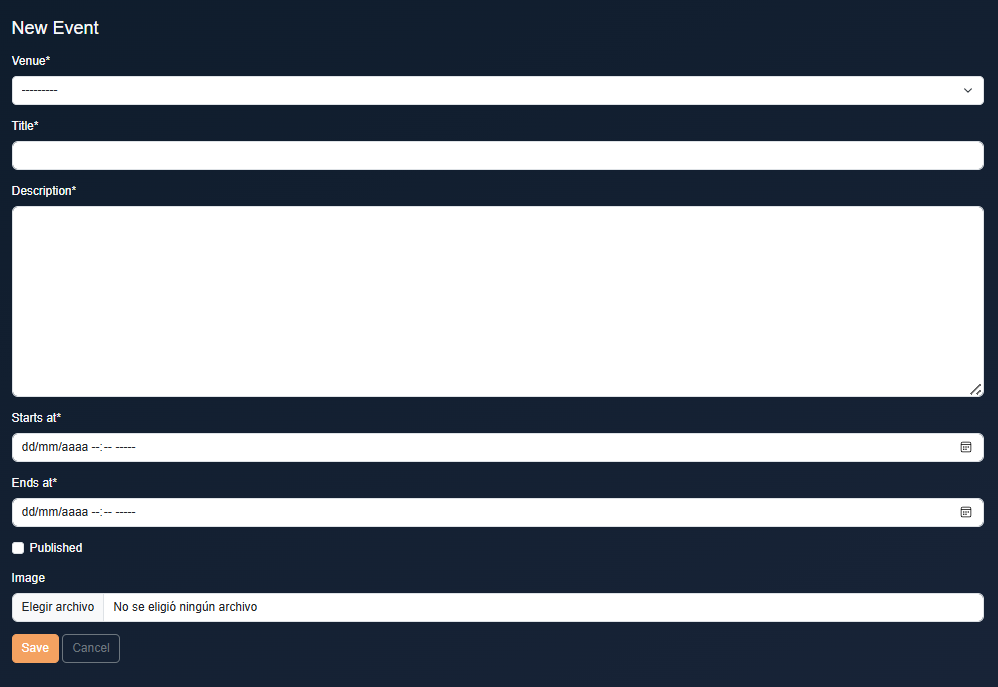 New Event
Venue*
---------
Title*
Description*
Starts at*
dd/mm/aaaa --:-- -----
Ends at*
dd/mm/aaaa --:-- -----
Published
Image
Elegir archivo No se eligió ningún archivo
Save Cancel